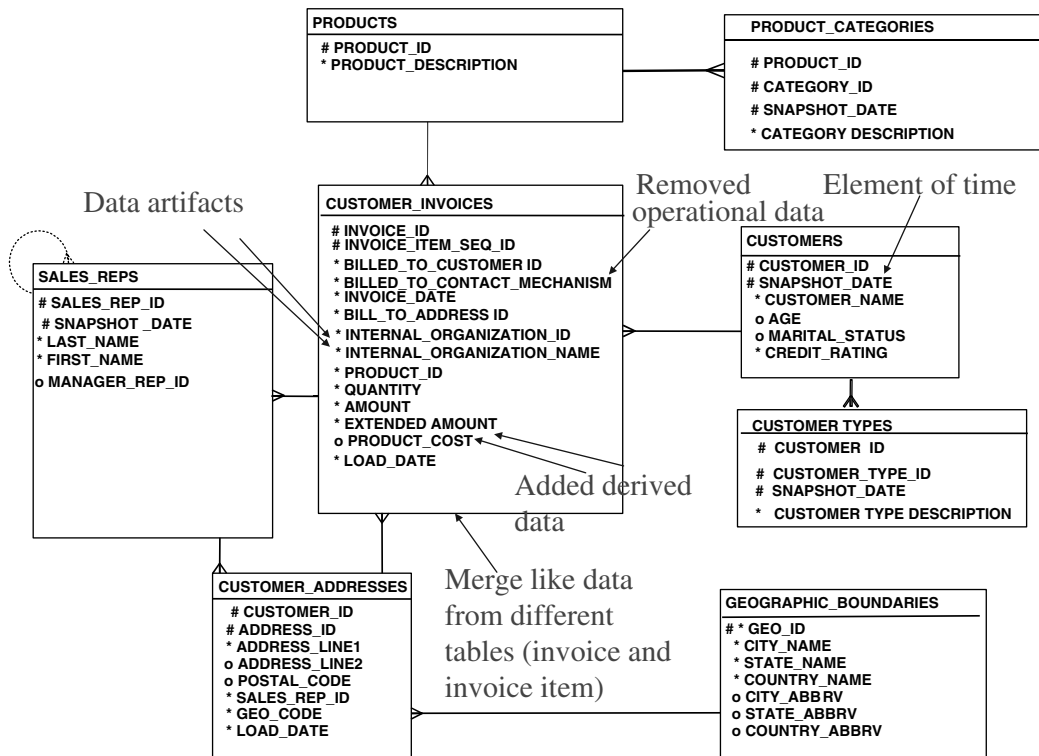 PRODUCTS
# PRODUCT_ID
* PRODUCT_DESCRIPTION
PRODUCT_CATEGORIES
# PRODUCT_ID
# CATEGORY_ID
# SNAPSHOT_DATE
* CATEGORY DESCRIPTION
Data artifacts
Removed
operational data
Element of time
CUSTOMER_INVOICES
# INVOICE_ID
# INVOICE_ITEM_SEQ_ID
* BILLED_TO_CUSTOMER ID
* BILLED_TO_CONTACT_MECHANISM
* INVOICE_DATE
* BILL_TO_ADDRESS ID
* INTERNAL_ORGANIZATION_ID
* INTERNAL_ORGANIZATION_NAME
* PRODUCT_ID
* QUANTITY
* AMOUNT
* EXTENDED AMOUNT
o PRODUCT_COST
* LOAD_DATE
SALES_REPS
# SALES_REP_ID
# SNAPSHOT _DATE
* LAST_NAME
* FIRST_NAME
o MANAGER_REP_ID
CUSTOMERS
# CUSTOMER_ID
# SNAPSHOT_DATE
* CUSTOMER_NAME
o AGE
o MARITAL_STATUS
* CREDIT_RATING
CUSTOMER TYPES
# CUSTOMER ID
# CUSTOMER_TYPE_ID
# SNAPSHOT_DATE
* CUSTOMER TYPE DESCRIPTION
Added derived
data
Merge like data
from different
tables (invoice and
invoice item)
CUSTOMER_ADDRESSES
# CUSTOMER_ID
# ADDRESS_ID
* ADDRESS_LINE1
o ADDRESS_LINE2
o POSTAL_CODE
* SALES_REP_ID
* GEO_CODE
* LOAD_DATE
GEOGRAPHIC_BOUNDARIES
# * GEO_ID
* CITY_NAME
* STATE_NAME
* COUNTRY_NAME
o CITY_ABBRV
o STATE_ABBRV
o COUNTRY_ABBRV